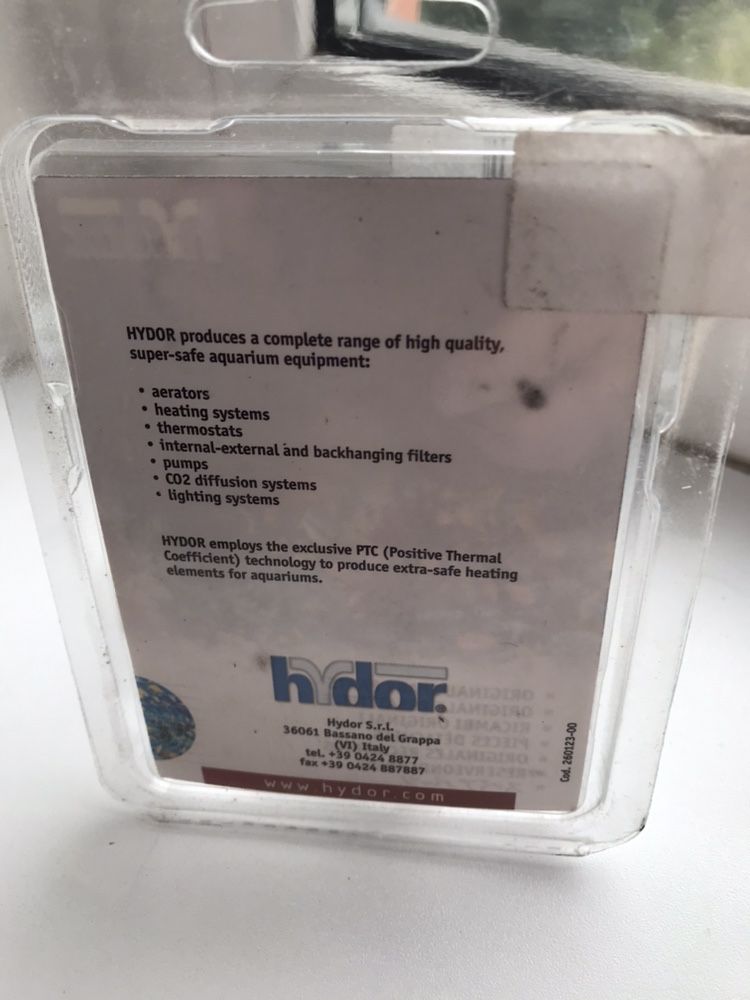 HYDOR produces a complete range of high quality,
super-safe aquarium equipment:
• aerators
• heating systems
• thermostats
• internal-external and backhanging filters
• pumps
• CO2 diffusion systems
• lighting systems
HYDOR employs the exclusive PTC (Positive Thermal
Coefficient) technology to produce extra-safe heating
elements for aquariums.
hydor.
Hydor S.r.l.
36061 Bassano del Grappa
(VI) Italy
tel. +39 0424 8877
fax +39 0424 887887
www.hydor.com
Cod. 260123-00